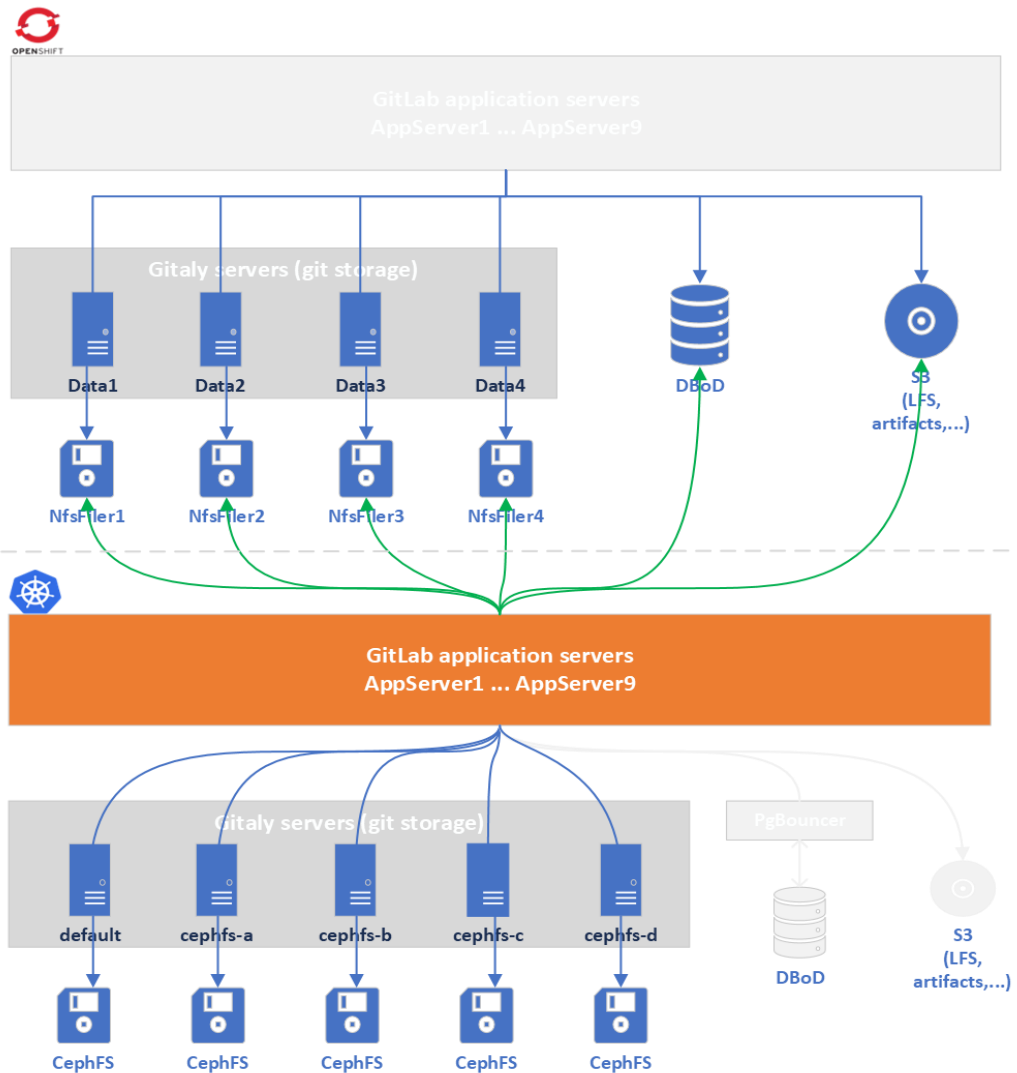 OPENSHIFT
GitLab application servers
AppServer1 ... AppServer9
Gitaly servers (git storage)
Data1
Data2
Data3
Data4
DBoD
S3
(LFS,
artifacts,...)
NfsFiler1
NfsFiler2
NfsFiler3
NfsFiler4
GitLab application servers
AppServer1 ... AppServer9
Gitaly servers (git storage)
PgBouncer
default
cephfs-a
cephfs-b
cephfs-c
cephfs-d
DBoD
S3
(LFS,
artifacts,...)
CephFS
CephFS
CephFS
CephFS
CephFS